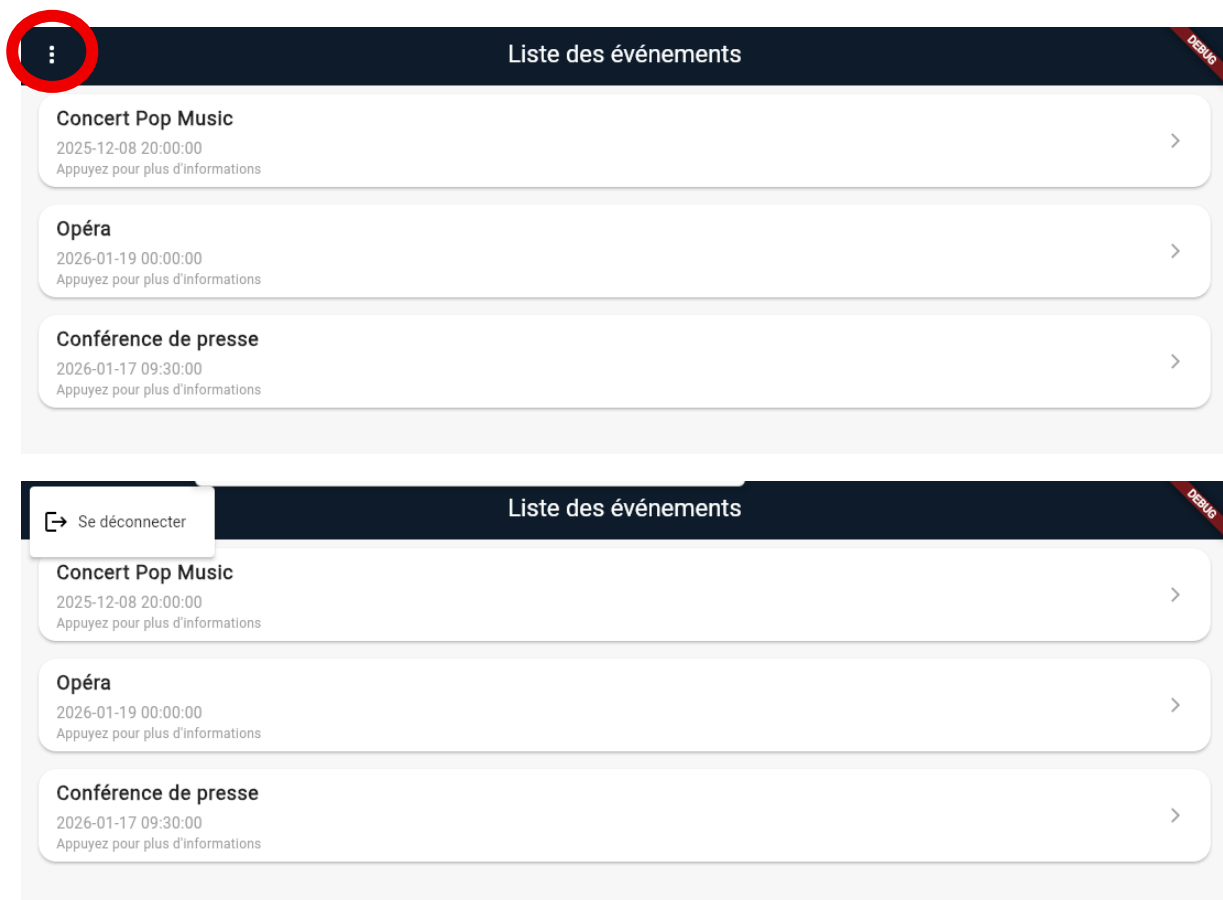 Liste des événements
DEBUG
Concert Pop Music
2025-12-08 20:00:00
Appuyez pour plus d'informations
Opéra
2026-01-19 00:00:00
Appuyez pour plus d'informations
Conférence de presse
2026-01-17 09:30:00
Appuyez pour plus d'informations
Se déconnecter
Liste des événements
DEBUG
Concert Pop Music
2025-12-08 20:00:00
Appuyez pour plus d'informations
Opéra
2026-01-19 00:00:00
Appuyez pour plus d'informations
Conférence de presse
2026-01-17 09:30:00
Appuyez pour plus d'informations